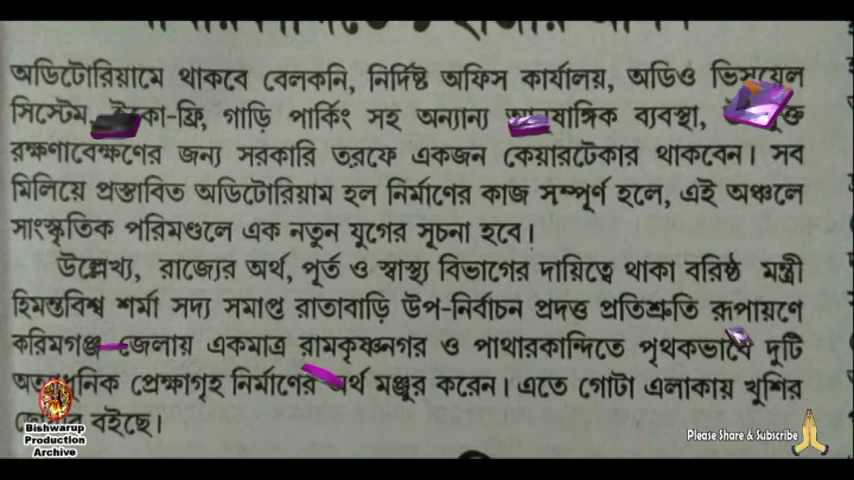 অডিটোরিয়ামে থাকবে বেলকনি, নির্দিষ্ট অফিস কার্যালয়, অডিও ভিসুয়েল
সিস্টেম, গাড়ি পার্কিং সহ অন্যান্য ব্যবস্থা,
রক্ষণাবেক্ষণের জন্য সরকারি তরফে একজন কেয়ারটেকার থাকবেন। সব
মিলিয়ে প্রস্তাবিত অডিটোরিয়াম হল নির্মাণের কাজ সম্পূর্ণ হলে, এই অঞ্চলে
সাংস্কৃতিক পরিমণ্ডলে এক নতুন যুগের সূচনা হবে!
উল্লেখ্য, রাজ্যের অর্থ, পূর্ত ও স্বাস্থ্য বিভাগের দায়িত্বে থাকা বরিষ্ঠ মন্ত্রী
হিমন্তবিশ্ব শর্মা সদ্য সমাপ্ত রাতাবাড়ি উপ-নির্বাচন প্রদত্ত প্রতিশ্রুতি রূপায়ণে
করিমগঞ্জ জেলায় একমাত্র রামকৃষ্ণনগর ও পাথারকান্দিতে পৃথকভাবে দুটি
প্রেক্ষাগৃহ নির্মাণের অর্থ মঞ্জুর করেন। এতে গোটা এলাকায় খুশির
বইছে।
Bishwarup
Production
Archive
Please Share & Subscribe